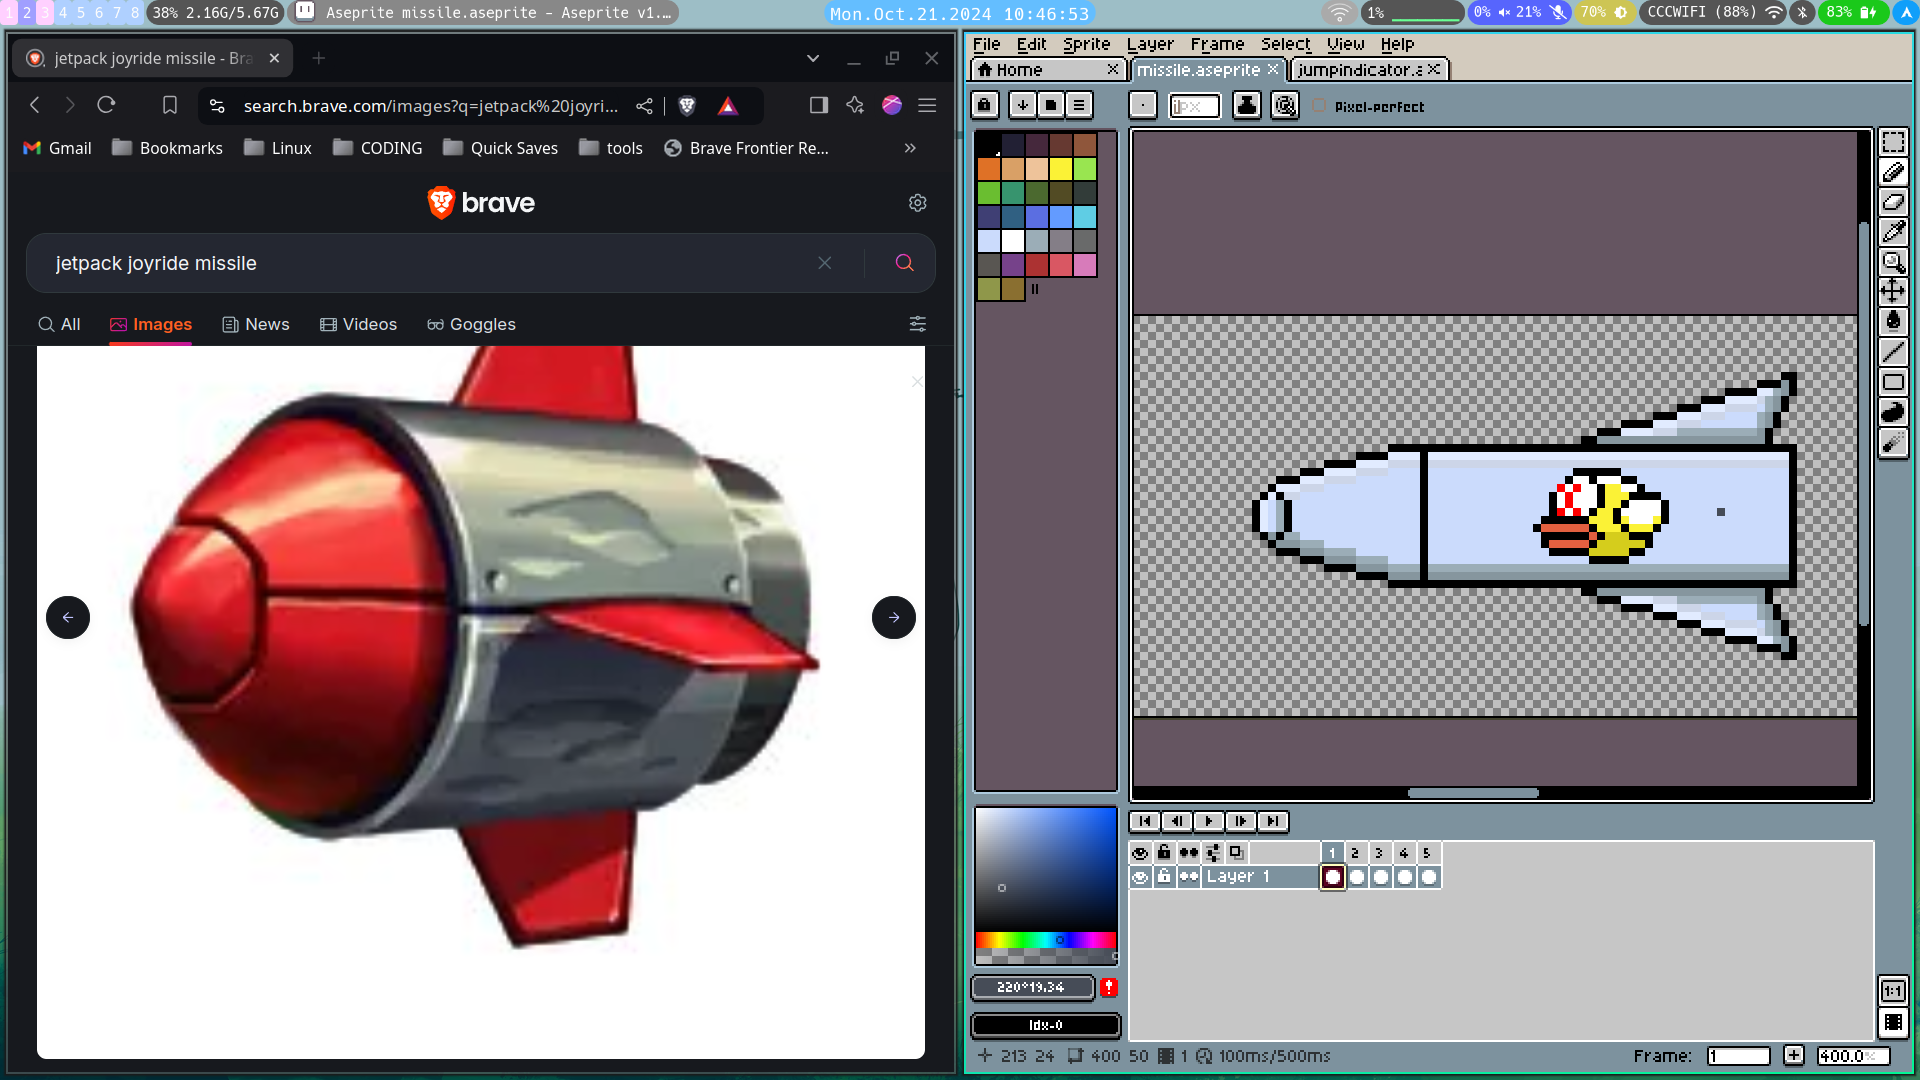 1 2 3 4 5 6 7 8 38% 2.16G/5.67G Aseprite missile.aseprite - Aseprite v1.... Mon.Oct.21.2024 10:46:53 1% 0% 21% 70% CCCWIFI (88%) 83%
jetpack joyride missile - Bra
search.brave.com/images?q=jetpack%20joyri...
Gmail Bookmarks Linux CODING Quick Saves tools Brave Frontier Re... »
brave
jetpack joyride missile
All Images News Videos Goggles
File Edit Sprite Layer Frame Select View Help
Home missile.aseprite jumpindicator.a
Pixel-perfect
1 2 3 4 5
Layer 1
220°19.34
Idx-0
213 24 400 50 1 100ms/500ms
Frame: 1 400.0
1:1